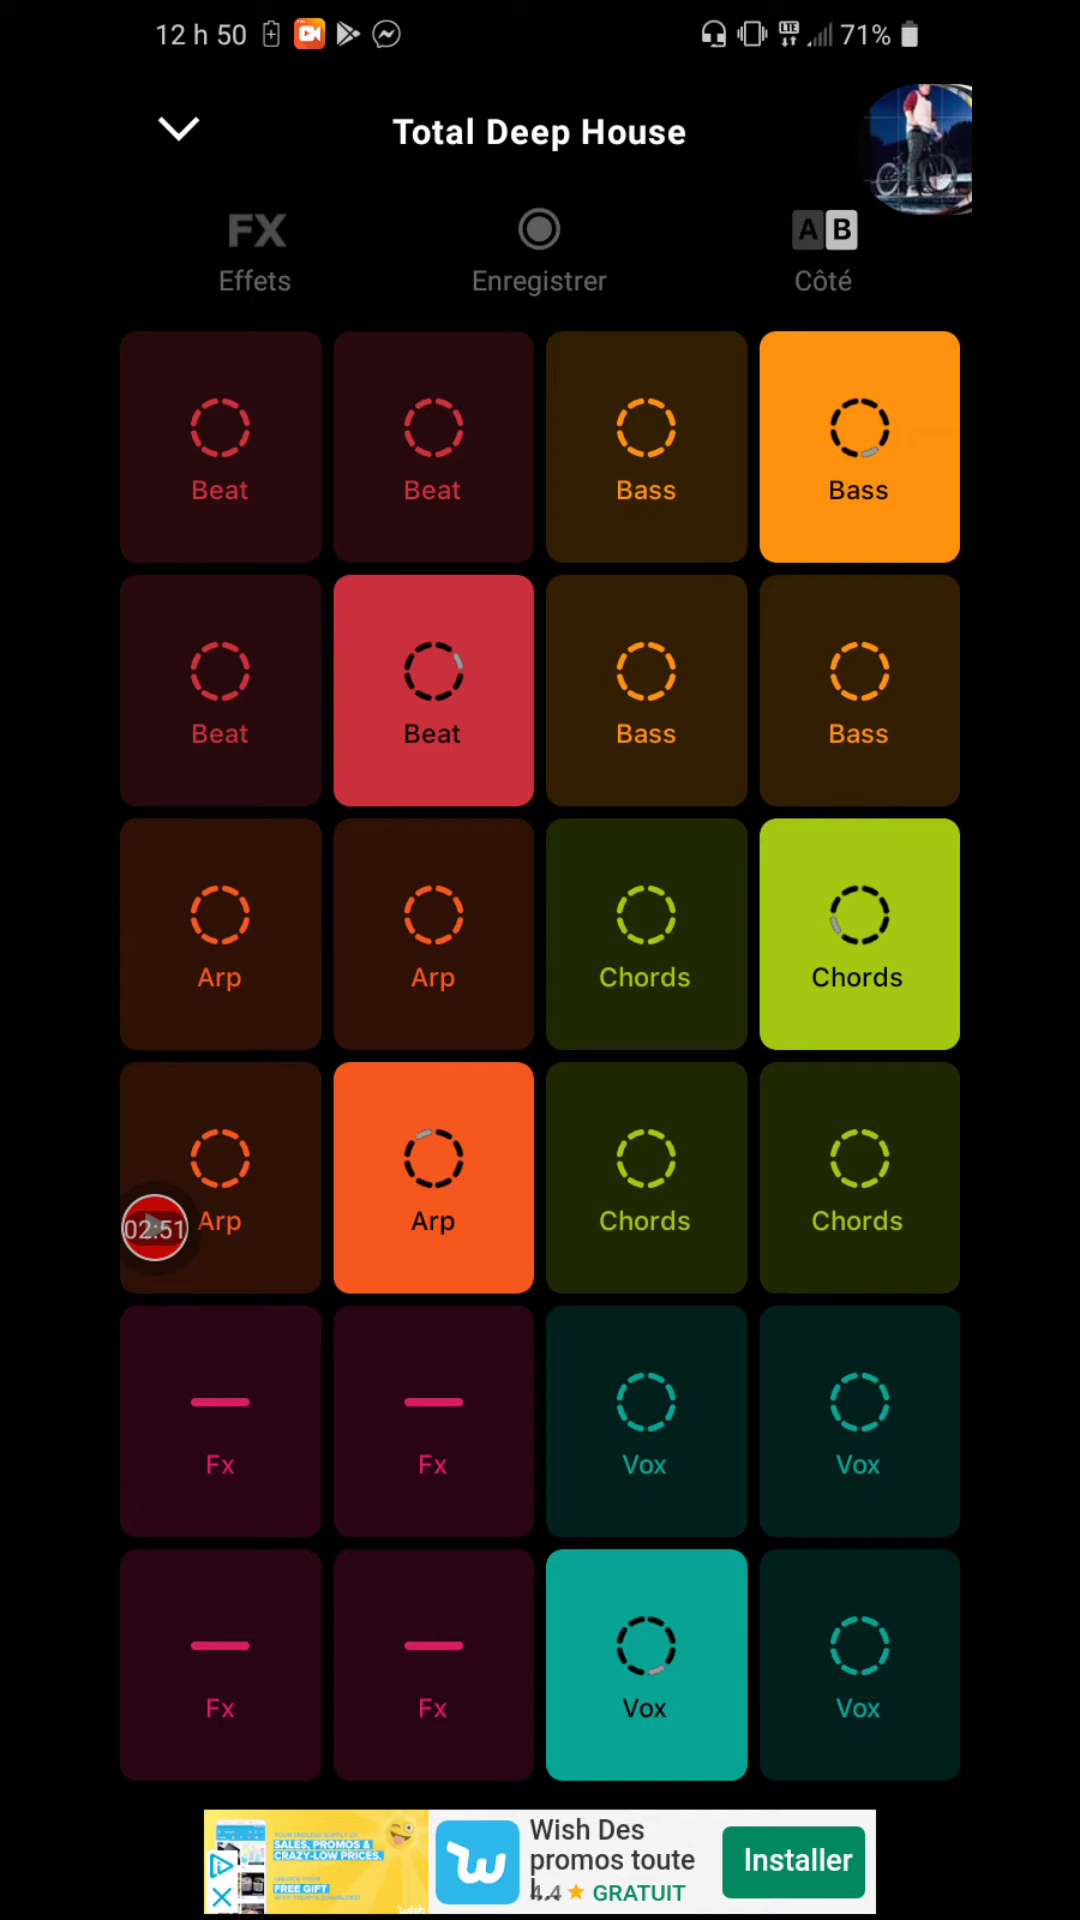 12 h 50 LTE 71%
Total Deep House
FX A B
Effets Enregistrer Côté
Beat Beat Bass Bass
Beat Beat Bass Bass
Arp Arp Chords Chords
Arp Arp Chords Chords
02:51
Fx Fx Vox Vox
Fx Fx Vox Vox
SALES, PROMOS &
CRAZY-LOW PRICES.
FREE GIFT
wish
Wish Des
promos toute
4.4 ★ GRATUIT
Installer